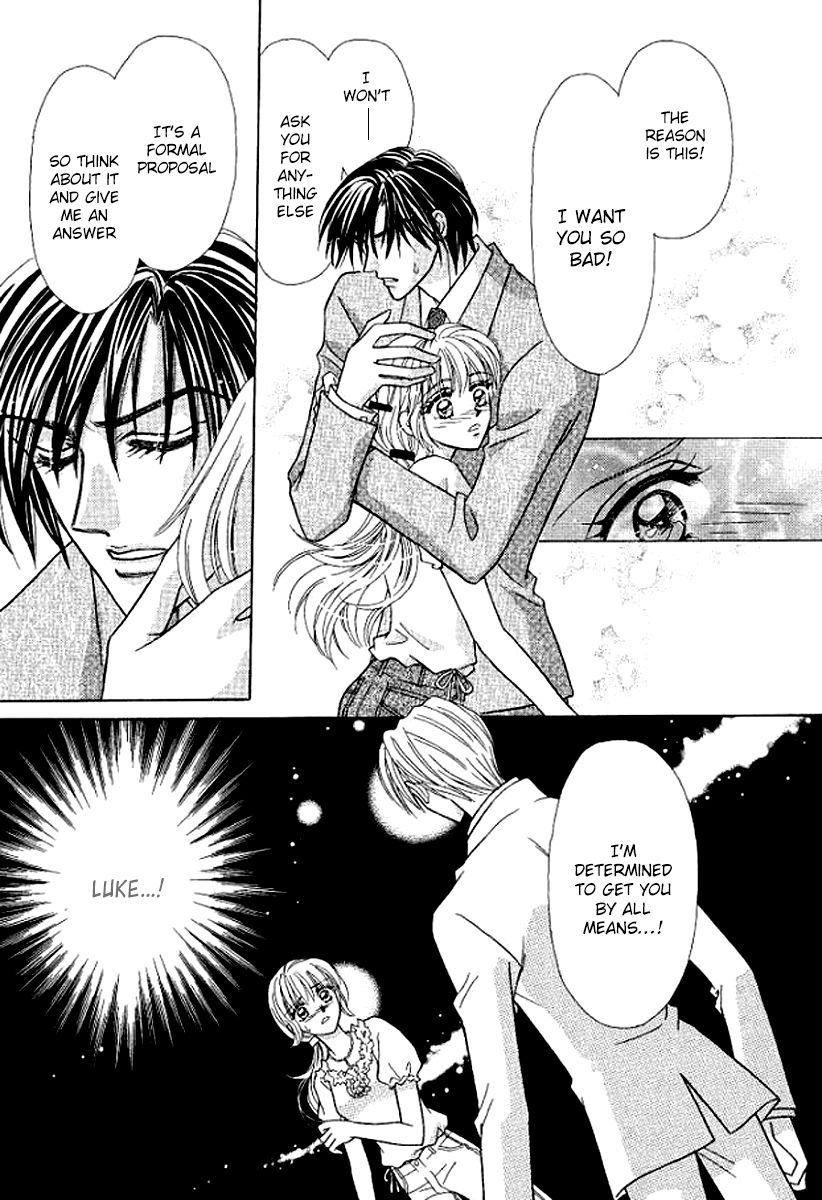 THE
REASON
IS THIS!
I WANT
YOU SO
BAD!
I
WON'T
ASK
YOU
FOR
ANY-
THING
ELSE
IT'S A
FORMAL
PROPOSAL
SO THINK
ABOUT IT
AND GIVE
ME AN
ANSWER
I'M
DETERMINED
TO GET YOU
BY ALL
MEANS...!
LUKE...!